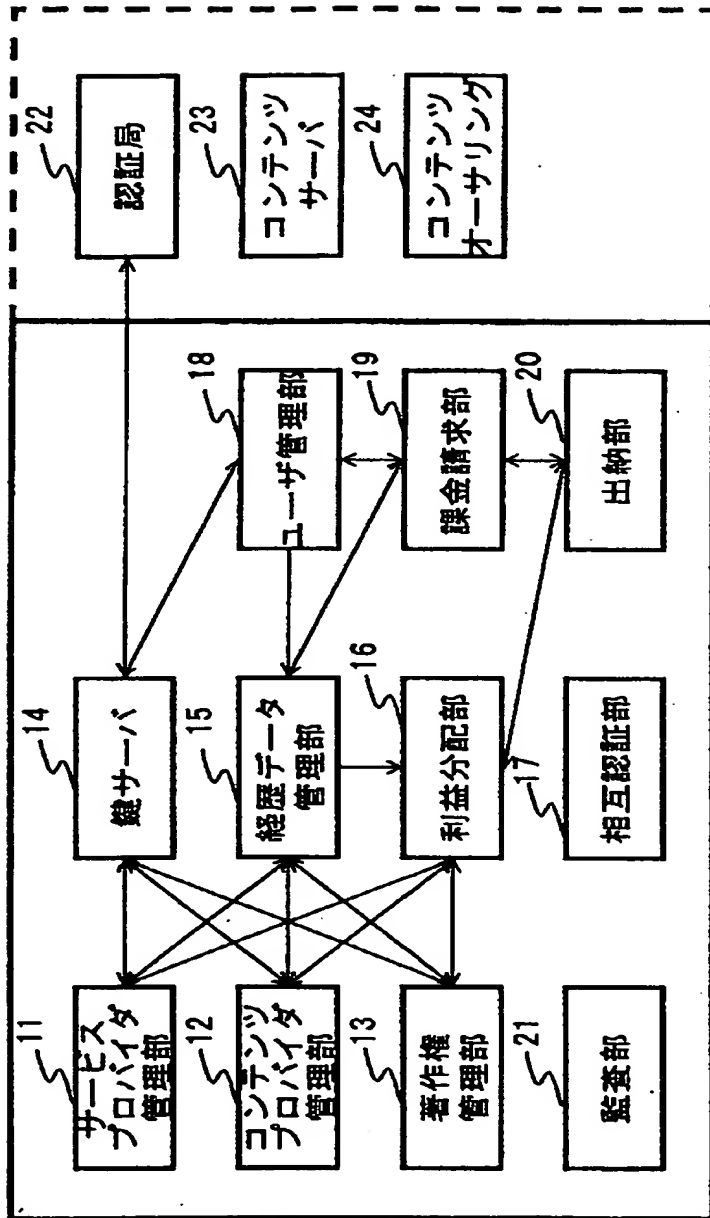 11
サービス
プロバイダ
管理部
12
コンテンツ
プロバイダ
管理部
13
著作権
管理部
21
監査部
14
鍵サーバ
15
経歴データ
管理部
16
利益分配部
17
相互認証部
18
ユーザ管理部
19
課金請求部
20
出納部
22
認証局
23
コンテンツ
サーバ
24
コンテンツ
オーサリング